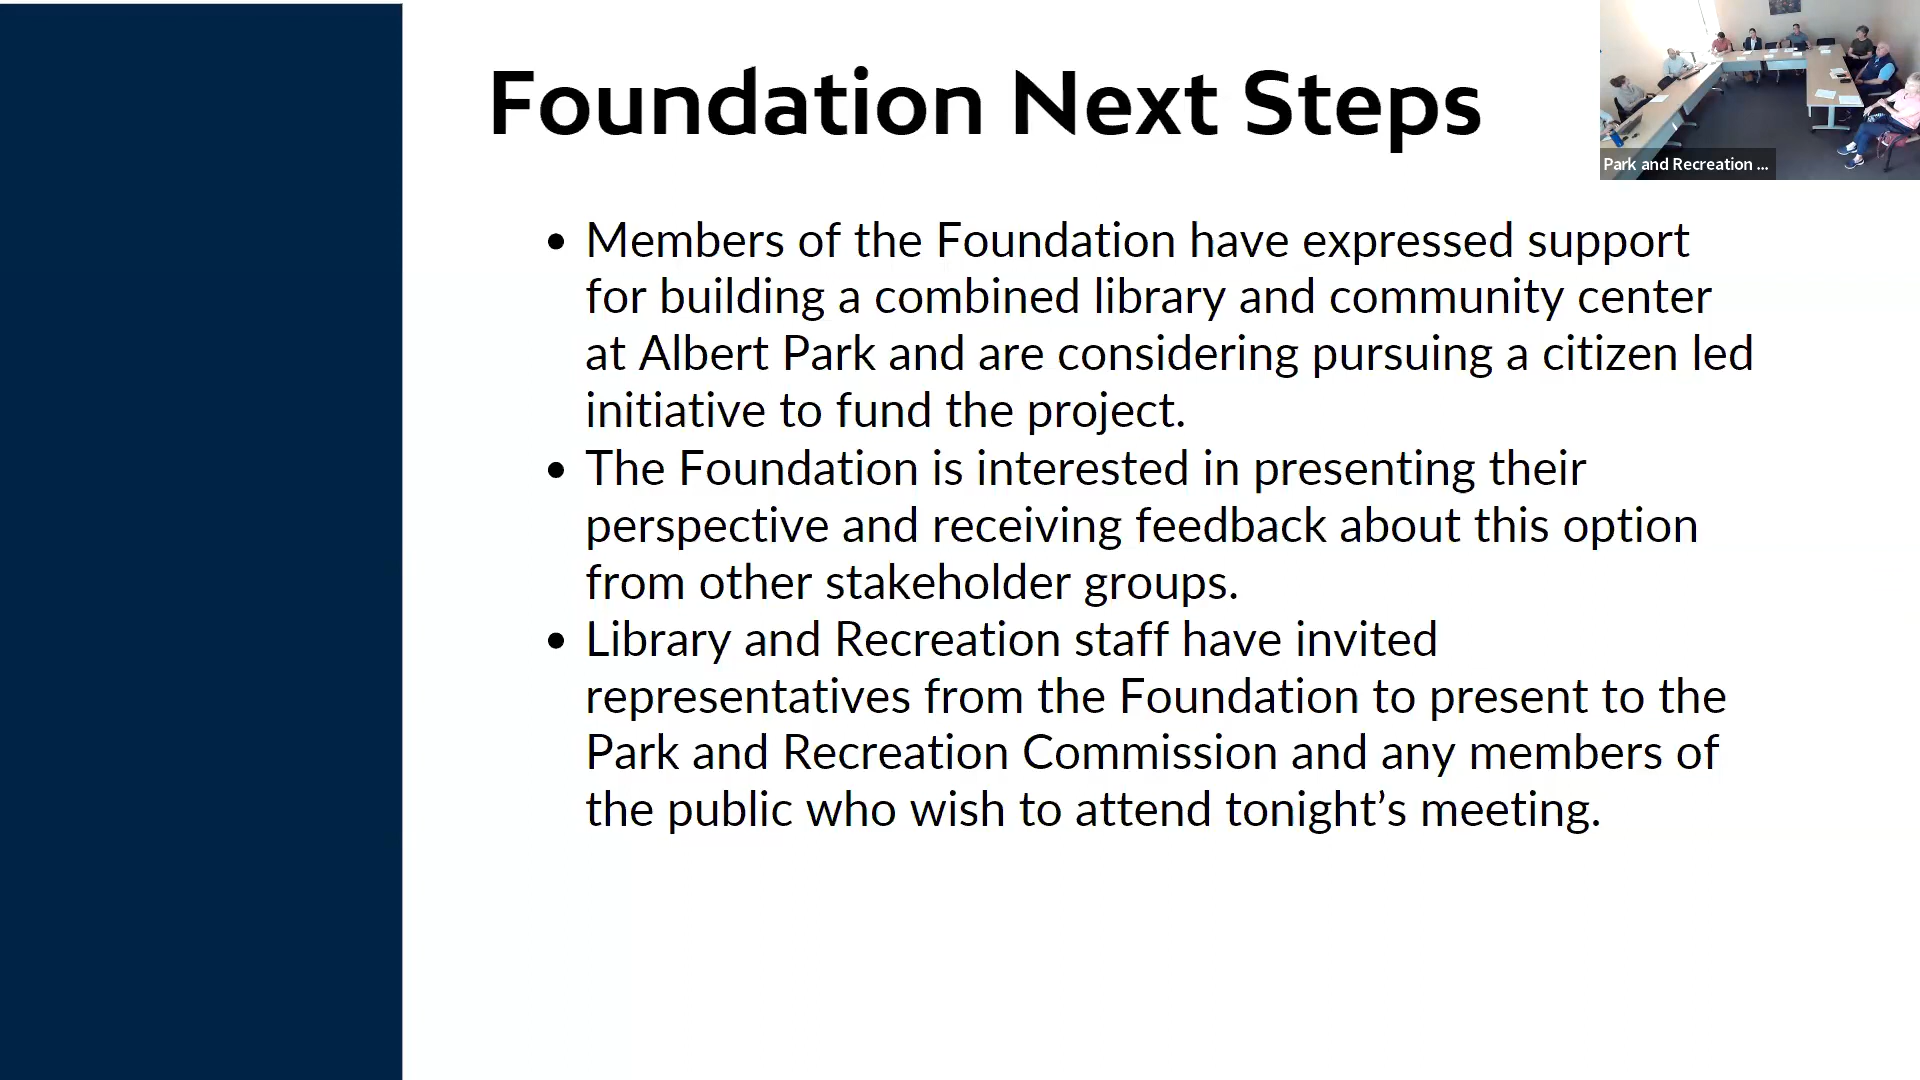 Foundation Next Steps
Park and Recreation ...
• Members of the Foundation have expressed support
for building a combined library and community center
at Albert Park and are considering pursuing a citizen led
initiative to fund the project.
• The Foundation is interested in presenting their
perspective and receiving feedback about this option
from other stakeholder groups.
• Library and Recreation staff have invited
representatives from the Foundation to present to the
Park and Recreation Commission and any members of
the public who wish to attend tonight’s meeting.